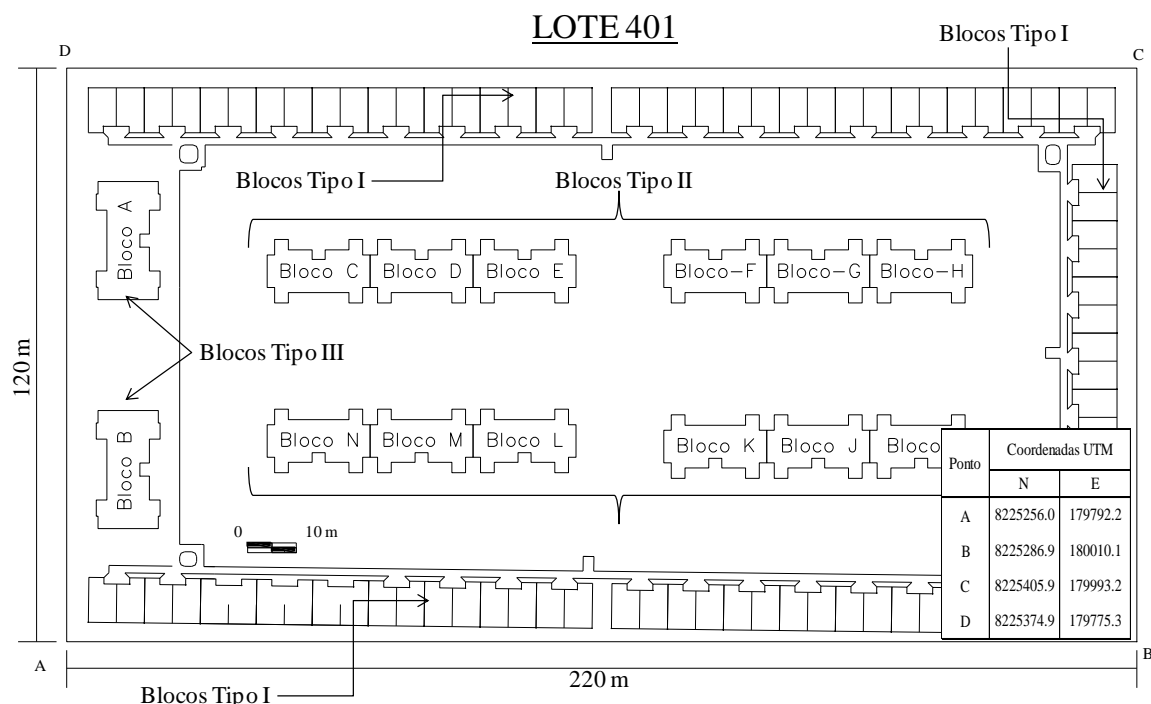 LOTE 401
Blocos Tipo I
D
C
Blocos Tipo I
Blocos Tipo II
Bloco A
Bloco C
Bloco D
Bloco E
Bloco-F
Bloco-G
Bloco-H
120 m
Blocos Tipo III
Bloco B
Bloco N
Bloco M
Bloco L
Bloco K
Bloco J
Bloco
Ponto
Coordenadas UTM
N
E
A
8225256.0
179792.2
B
8225286.9
180010.1
C
8225405.9
179993.2
D
8225374.9
179775.3
0
10 m
A
B
220 m
Blocos Tipo I